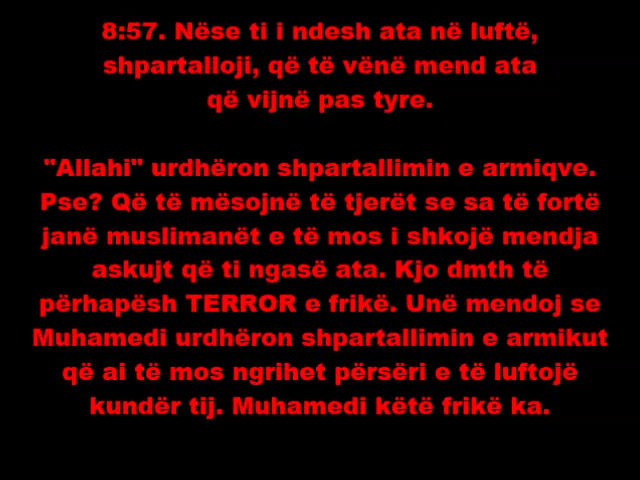 8:57. Nëse ti i ndesh ata në luftë,
shpartalloji, që të vënë mend ata
që vijnë pas tyre.
"Allahi" urdhëron shpartallimin e armiqve.
Pse? Që të mësojnë të tjerët se sa të fortë
janë muslimanët e të mos i shkojë mendja
askujt që ti ngasë ata. Kjo dmth të
përhapësh TERROR e frikë. Unë mendoj se
Muhamedi urdhëron shpartallimin e armikut
që ai të mos ngrihet përsëri e të luftojë
kundër tij. Muhamedi këtë frikë ka.